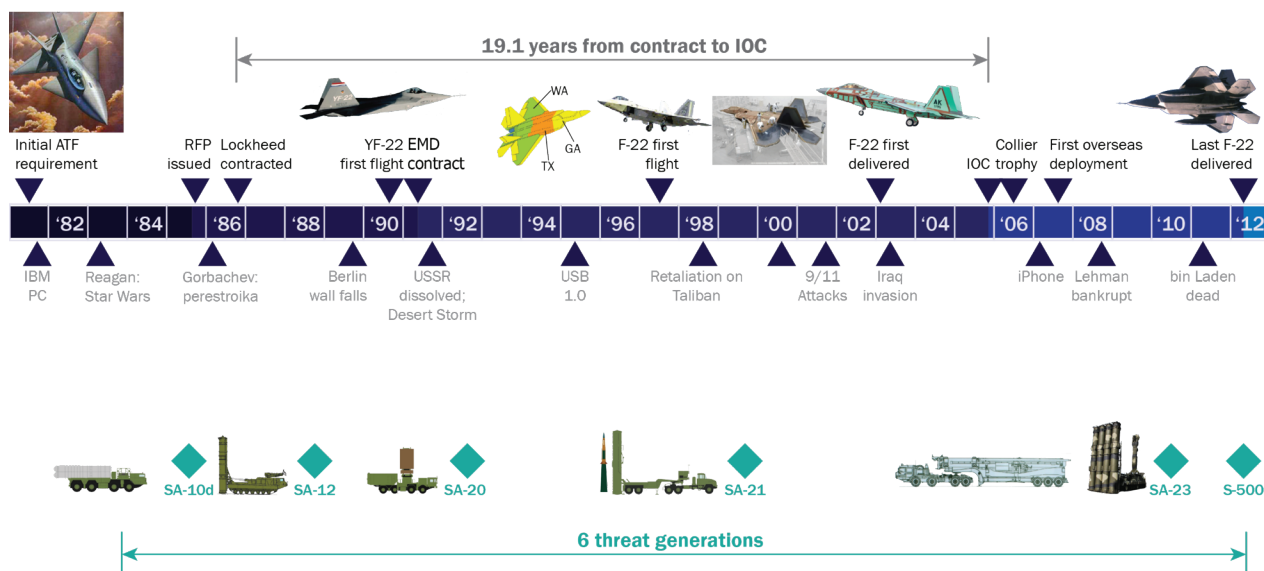 19.1 years from contract to IOC
YF-22
WA
GA
TX
AK
Initial ATF
requirement
RFP
issued
Lockheed
contracted
YF-22
first flight
EMD
contract
F-22 first
flight
F-22 first
delivered
IOC
Collier
trophy
First overseas
deployment
Last F-22
delivered
‘82
‘84
‘86
‘88
‘90
‘92
‘94
‘96
‘98
‘00
‘02
‘04
‘06
‘08
‘10
‘12
IBM
PC
Reagan:
Star Wars
Gorbachev:
perestroika
Berlin
wall falls
USSR
dissolved;
Desert Storm
USB
1.0
Retaliation on
Taliban
9/11
Attacks
Iraq
invasion
iPhone
Lehman
bankrupt
bin Laden
dead
SA-10d
SA-12
SA-20
SA-21
SA-23
S-500
6 threat generations